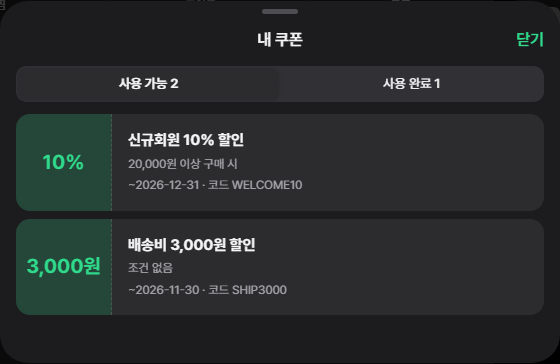 내 쿠폰
닫기
사용 가능 2
사용 완료 1
10%
신규회원 10% 할인
20,000원 이상 구매 시
~2026-12-31 · 코드 WELCOME10
3,000원
배송비 3,000원 할인
조건 없음
~2026-11-30 · 코드 SHIP3000